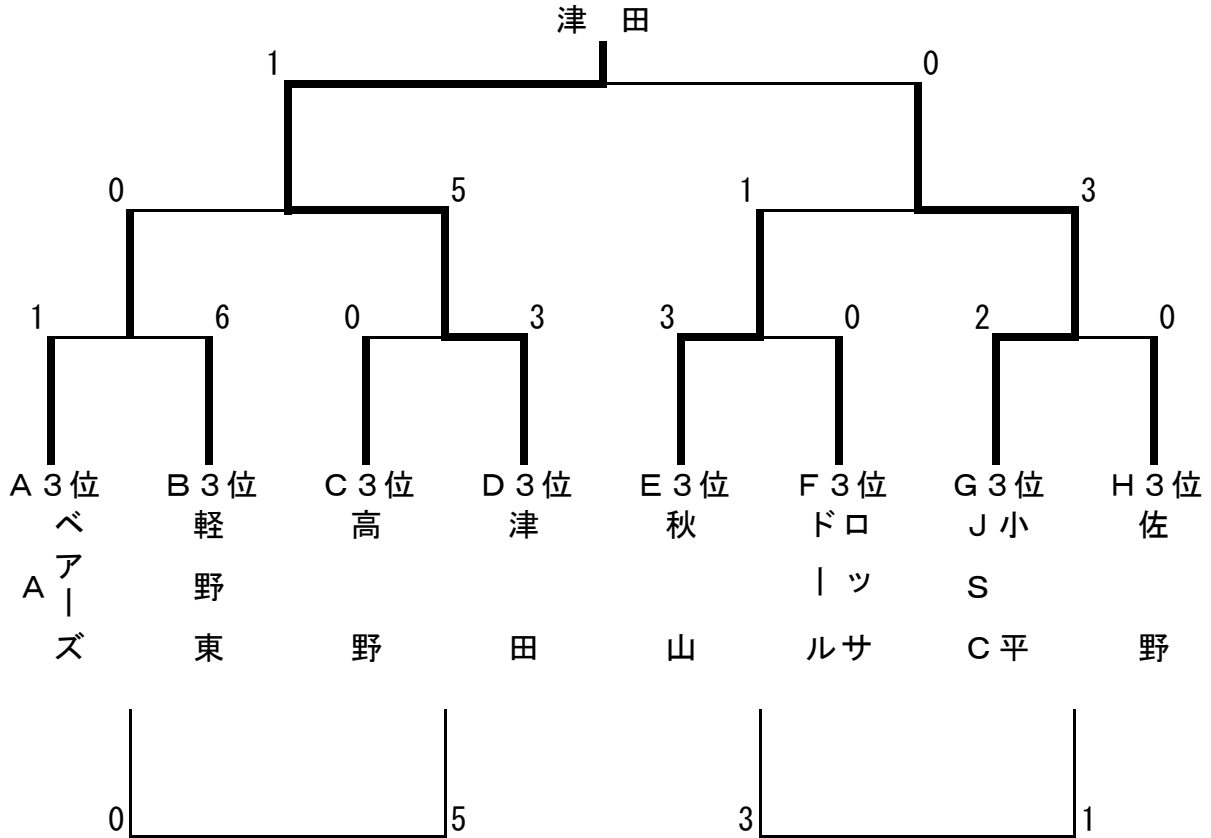 津 田
1 0
0 5 1 3
1 6 0 3 3 0 2 0
A3位 B3位 C3位 D3位 E3位 F3位 G3位 H3位
ベアーズA
軽野東
高野
津田
秋山
ロッサドール
小平JSC
佐野
0 5 3 1